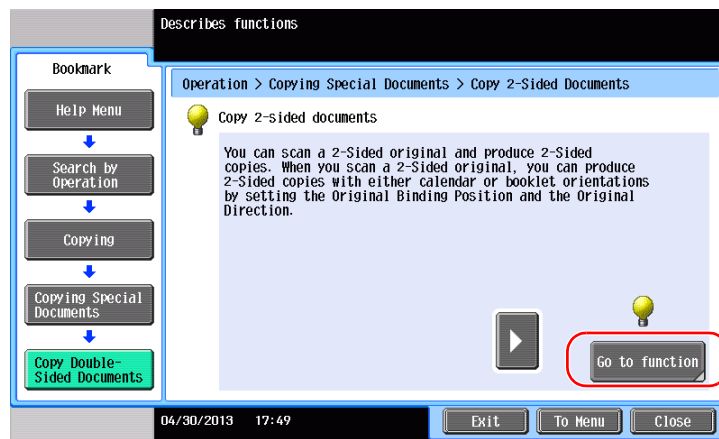 Describes functions
Bookmark
Operation > Copying Special Documents > Copy 2-Sided Documents
Help Menu
Copy 2-sided documents
Search by
Operation
You can scan a 2-Sided original and produce 2-Sided
copies. When you scan a 2-Sided original, you can produce
2-Sided copies with either calendar or booklet orientations
by setting the Original Binding Position and the Original
Direction.
Copying
Copying Special
Documents
Copy Double-
Sided Documents
Go to function
04/30/2013 17:49
Exit
To Menu
Close